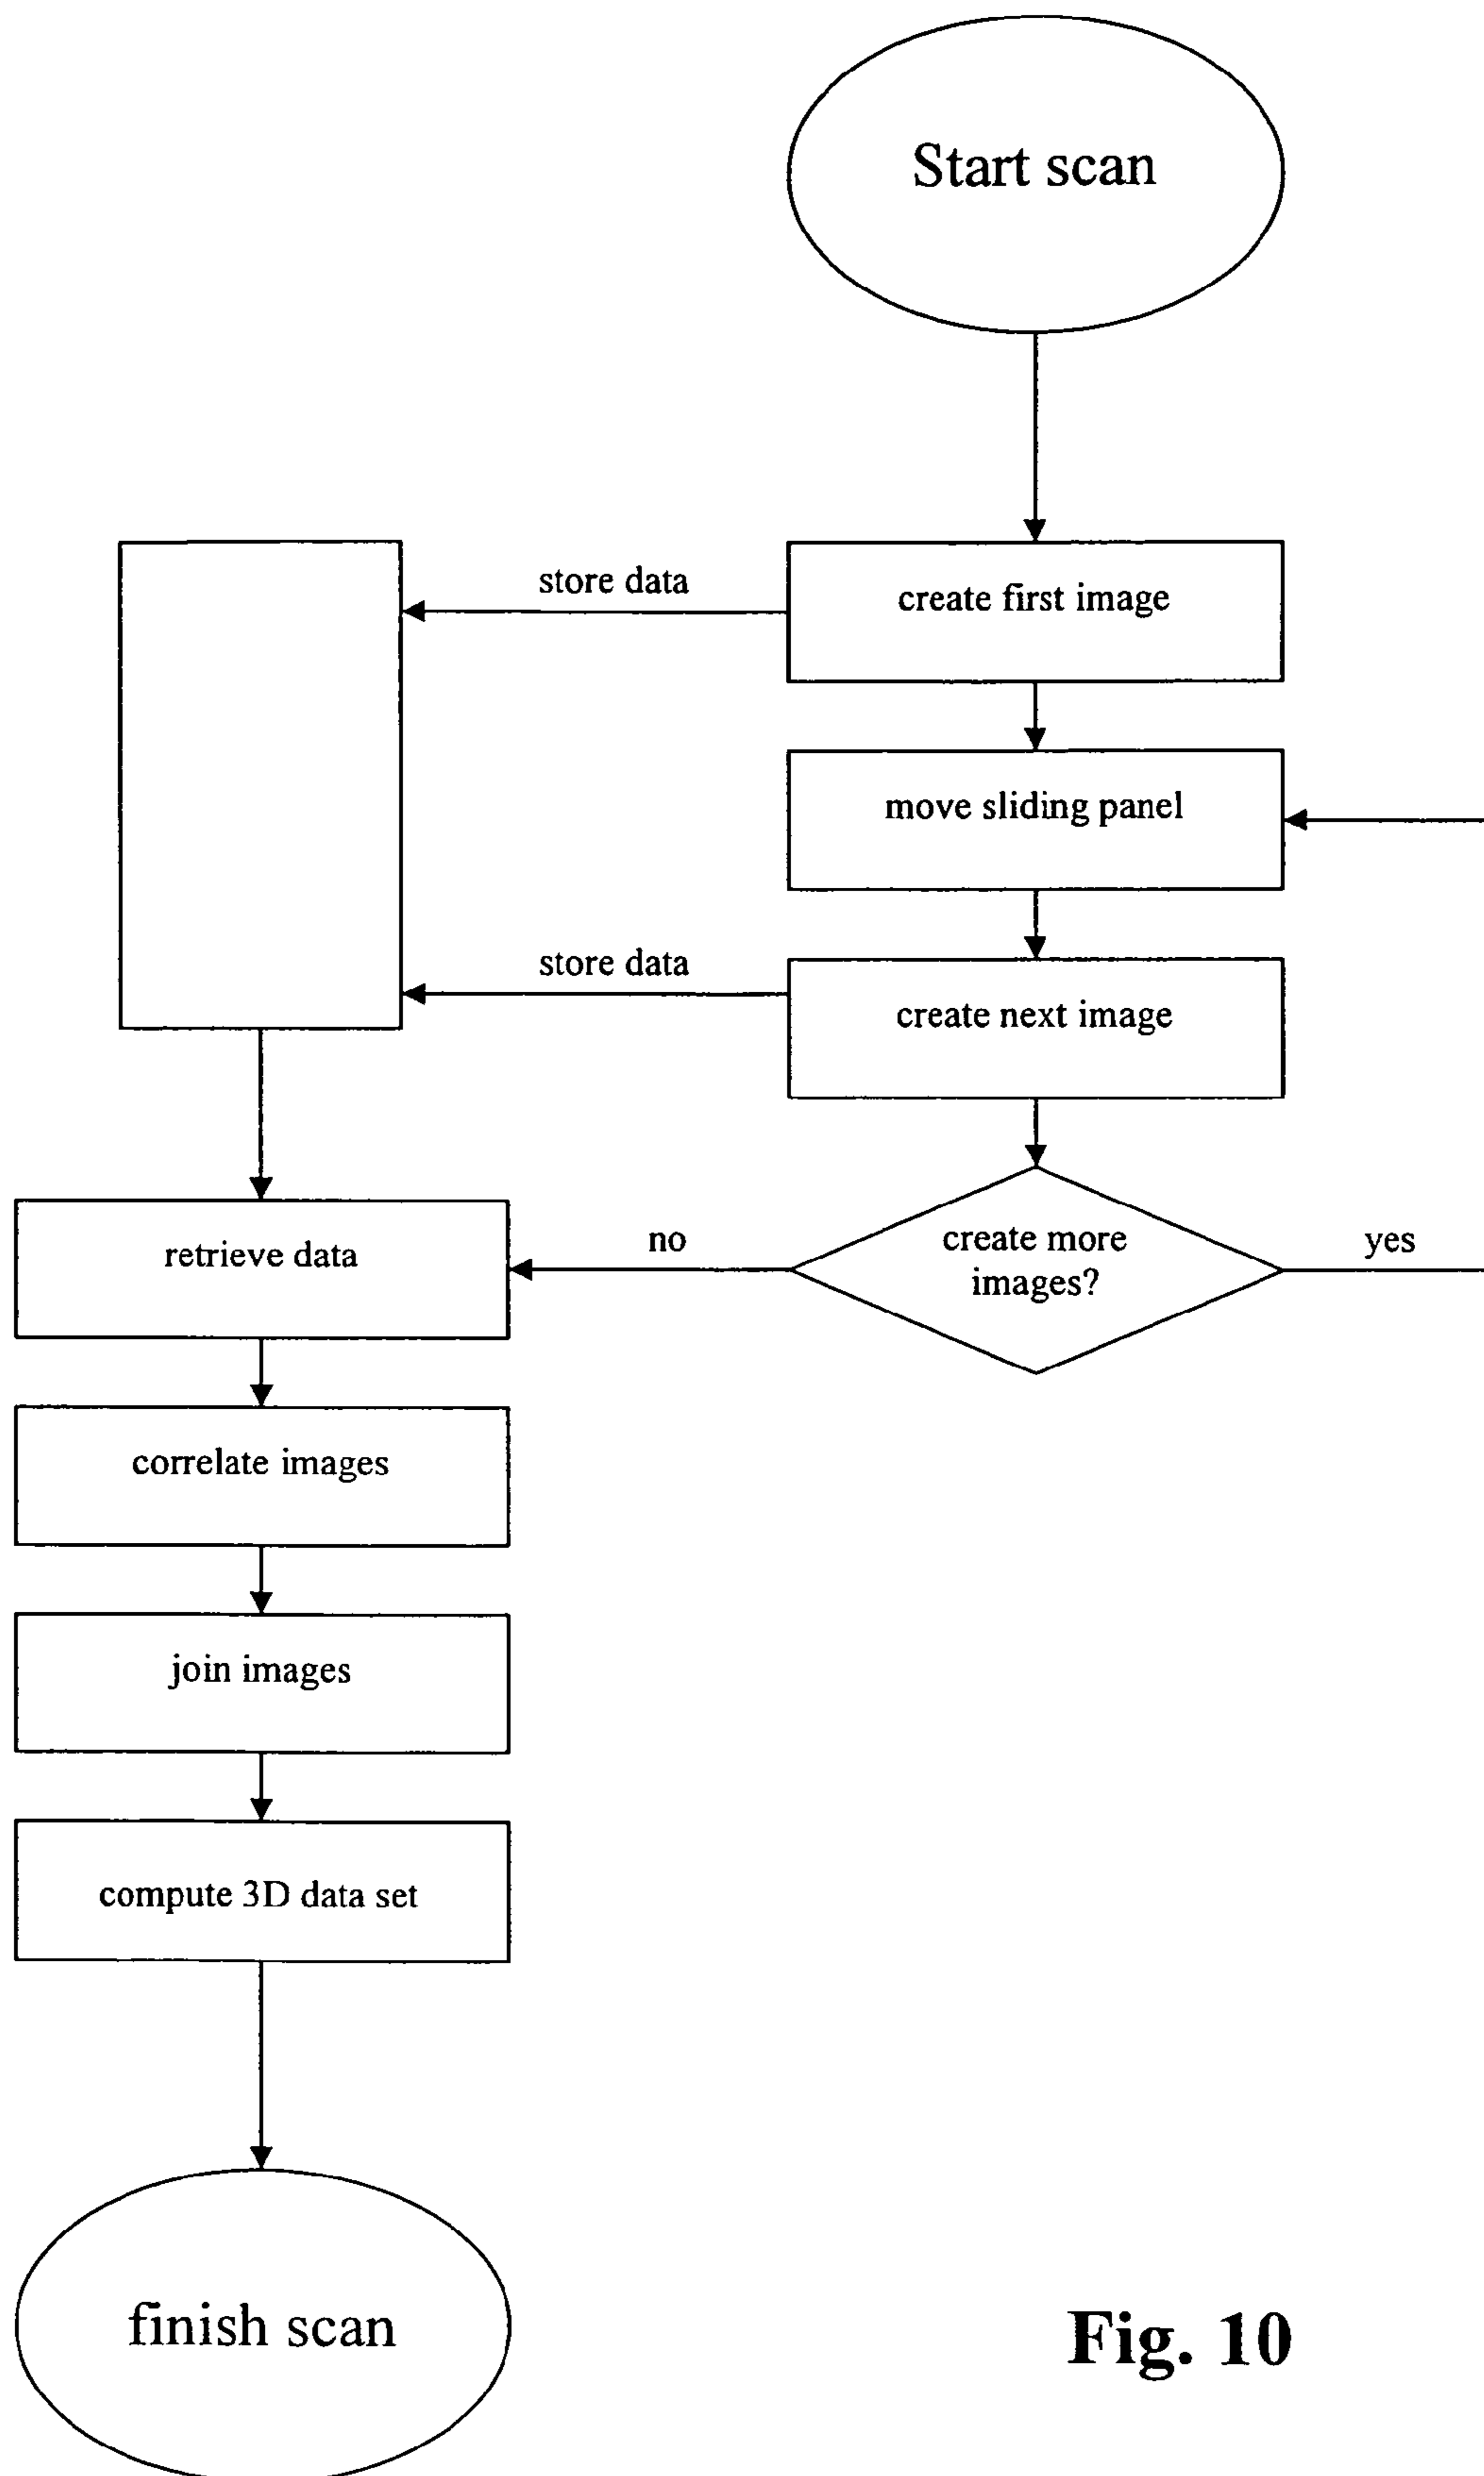 Start scan
store data
create first image
move sliding panel
store data
create next image
retrieve data
no
create more
images?
yes
correlate images
join images
compute 3D data set
finish scan
Fig. 10